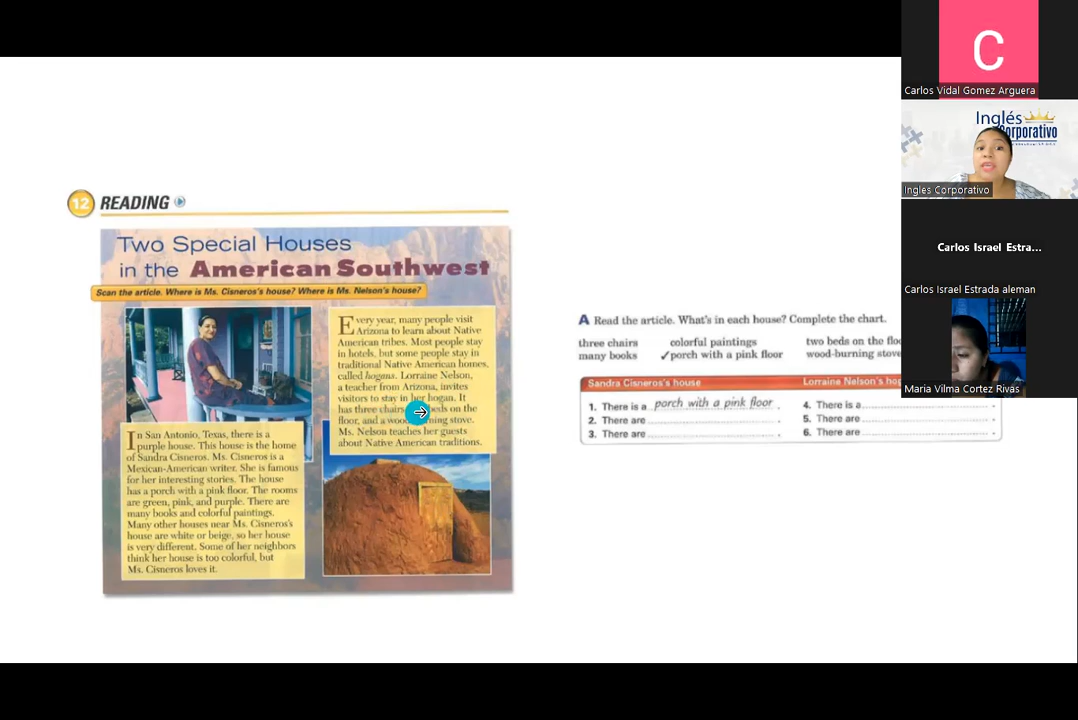 12 READING
Two Special Houses
in the American Southwest
Scan the article. Where is Ms. Cisneros's house? Where is Ms. Nelson's house?
Every year, many people visit
Arizona to learn about Native
American tribes. Most people stay
in hotels, but some people stay in
traditional Native American homes,
called hogans. Lorraine Nelson,
a teacher from Arizona, invites
visitors to stay in her hogan. It
has three chairs, beds on the
floor, and a wood ning stove.
Ms. Nelson teaches her guests
about Native American traditions.
In San Antonio, Texas, there is a
purple house. This house is the home
of Sandra Cisneros. Ms. Cisneros is a
Mexican-American writer. She is famous
for her interesting stories. The house
has a porch with a pink floor. The rooms
are green, pink, and purple. There are
many books and colorful paintings.
Many other houses near Ms. Cisneros's
house are white or beige, so her house
is very different. Some of her neighbors
think her house is too colorful, but
Ms. Cisneros loves it.
A Read the article. What's in each house? Complete the chart.
three chairs colorful paintings two beds on the flo
many books ✓porch with a pink floor wood-burning stove
Sandra Cisneros's house Lorraine Nelson's ho
1. There is a porch with a pink floor . 4. There is a .
2. There are . 5. There are .
3. There are . 6. There are .
C
Carlos Vidal Gomez Arguera
Inglés
Corporativo
Ingles Corporativo
Carlos Israel Estra...
Carlos Israel Estrada aleman
Maria Vilma Cortez Rivas